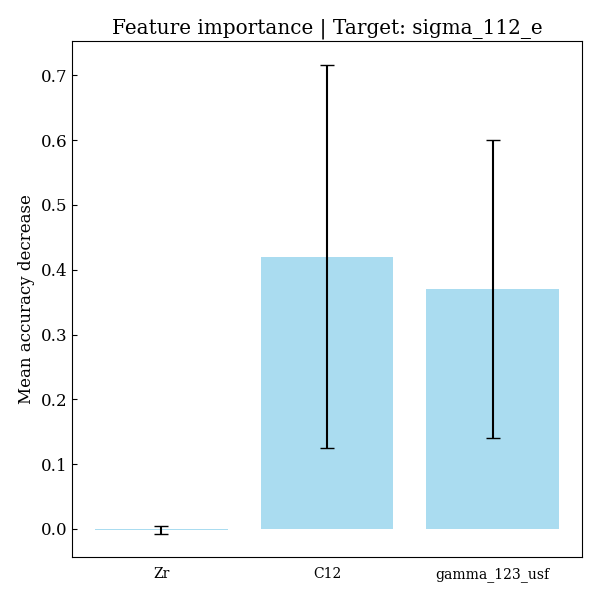 Feature importance | Target: sigma_112_e
Mean accuracy decrease
0.7
0.6
0.5
0.4
0.3
0.2
0.1
0.0
Zr
C12
gamma_123_usf